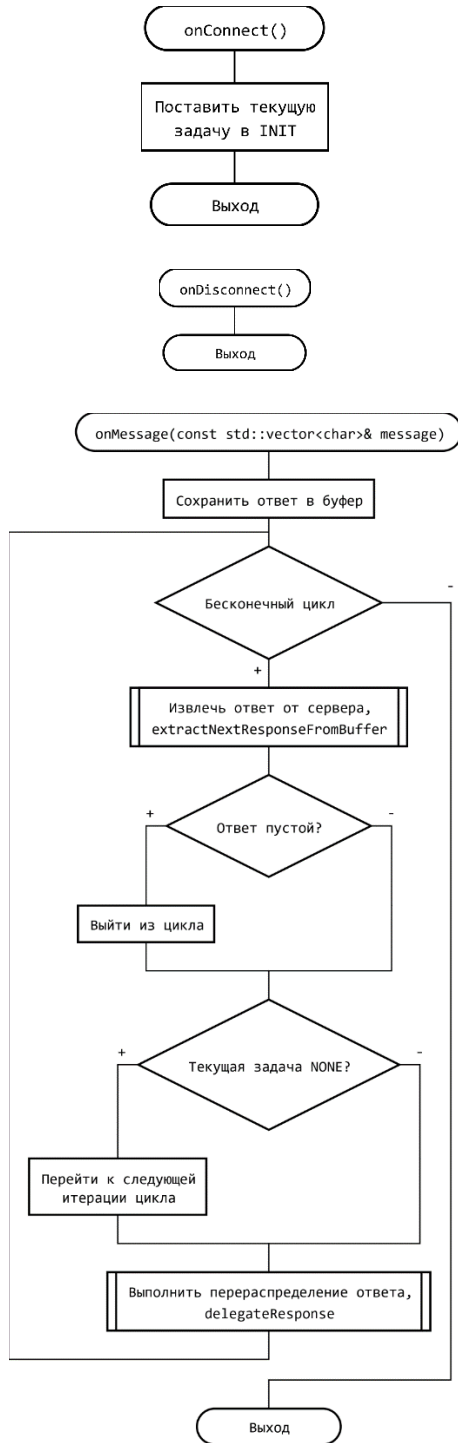 onConnect()
Поставить текущую
задачу в INIT
Выход
onDisconnect()
Выход
onMessage(const std::vector<char>& message)
Сохранить ответ в буфер
Бесконечный цикл
-
+
Извлечь ответ от сервера,
extractNextResponseFromBuffer
+
-
Ответ пустой?
Выйти из цикла
+
-
Текущая задача NONE?
Перейти к следующей
итерации цикла
Выполнить перераспределение ответа,
delegateResponse
Выход